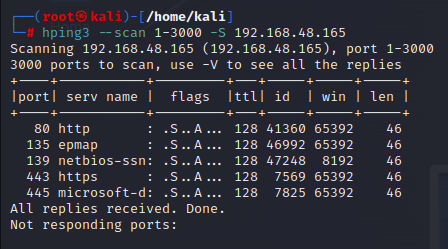 ┌──(root㉿kali)-[/home/kali]
└─# hping3 --scan 1-3000 -S 192.168.48.165
Scanning 192.168.48.165 (192.168.48.165), port 1-3000
3000 ports to scan, use -V to see all the replies
+----+-----------+---------+---+-----+-----+-----+
|port| serv name |  flags  |ttl| id  | win | len |
+----+-----------+---------+---+-----+-----+-----+
   80 http       : .S..A... 128 41360 65392    46
  135 epmap      : .S..A... 128 46992 65392    46
  139 netbios-ssn: .S..A... 128 47248  8192    46
  443 https      : .S..A... 128  7569 65392    46
  445 microsoft-d: .S..A... 128  7825 65392    46
All replies received. Done.
Not responding ports: